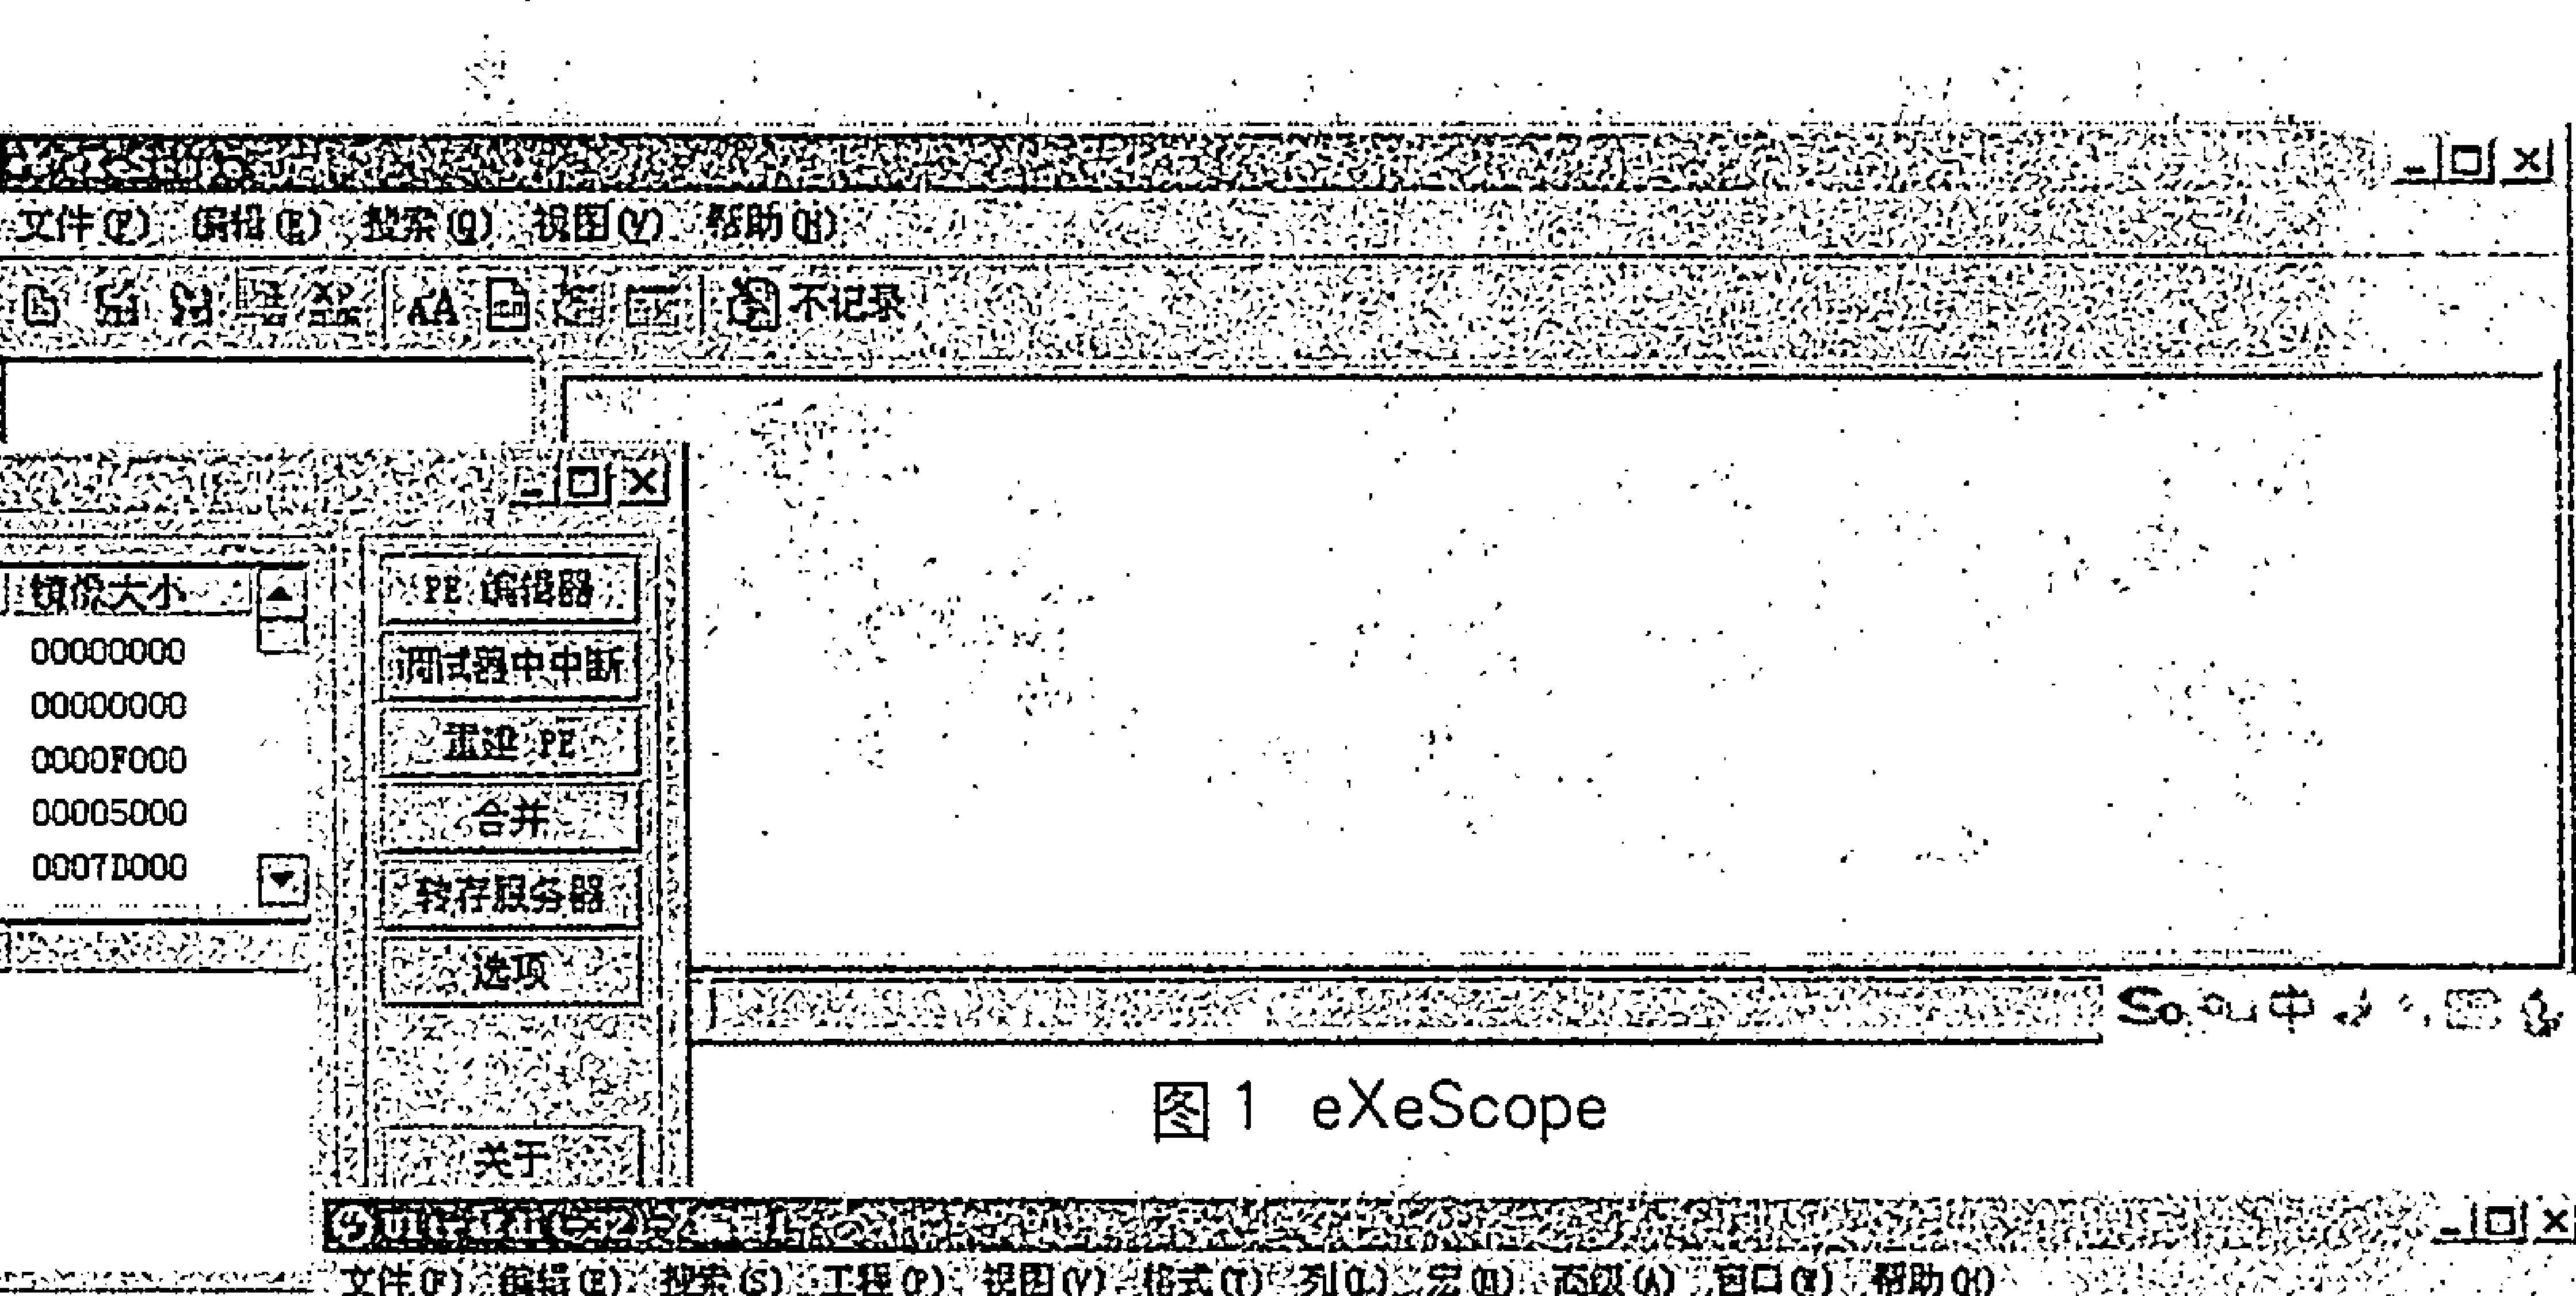 eXeScope
文件(F) 编辑(E) 搜索(Q) 视图(V) 帮助(H)
不记录
镜像大小
00000000
00000000
0000F000
00005000
0007D000
PE 编辑器
调试器中中断
重建 PE
合并
转存服务器
选项
关于
中
图 1 eXeScope
文件(F) 编辑(E) 搜索(S) 工程(P) 视图(V) 格式(T) 列(L) 宏(M) 高级(A) 窗口(W) 帮助(H)